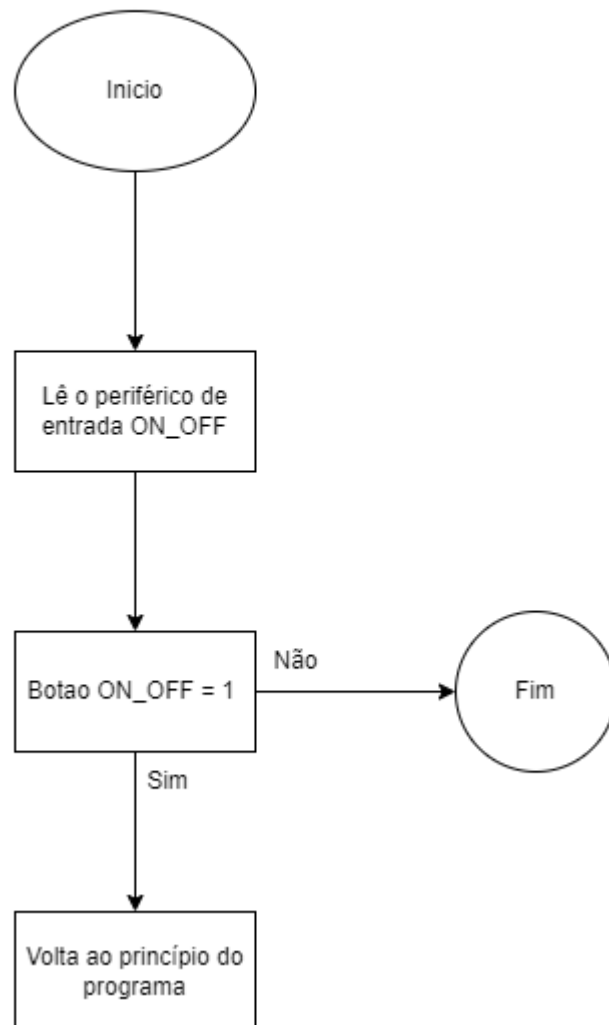 Inicio
Lê o periférico de
entrada ON_OFF
Botao ON_OFF = 1
Não
Fim
Sim
Volta ao princípio do
programa